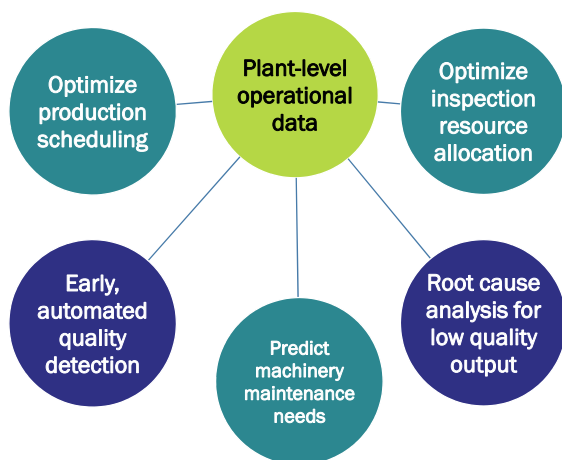 Optimize
production
scheduling
Plant-level
operational
data
Optimize
inspection
resource
allocation
Early,
automated
quality
detection
Predict
machinery
maintenance
needs
Root cause
analysis for
low quality
output